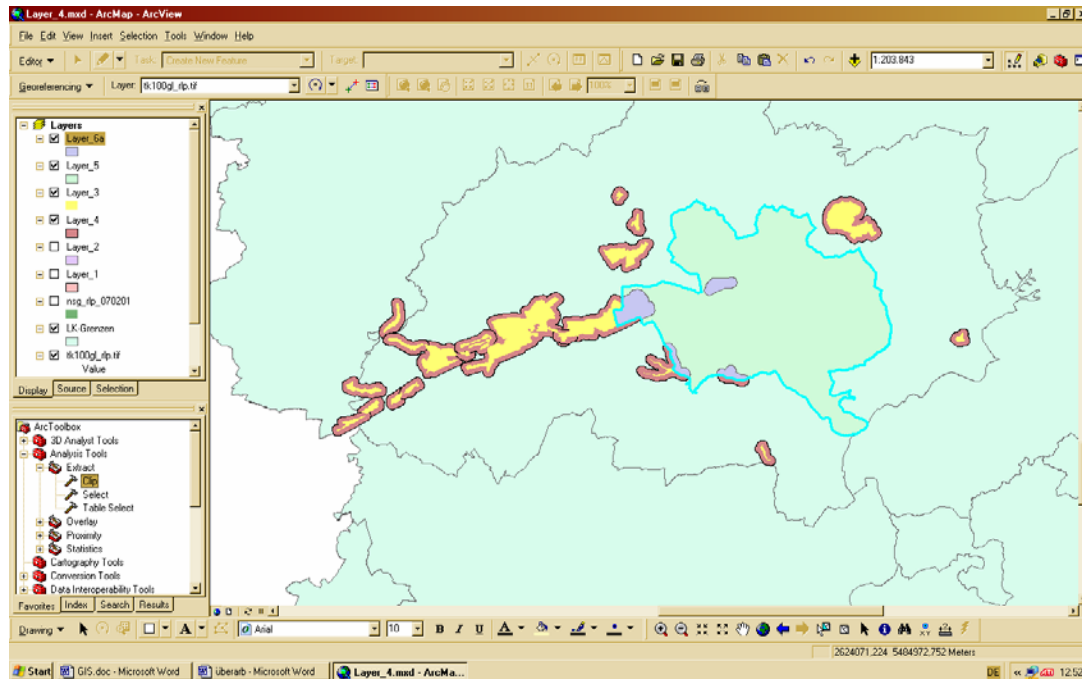 Layer_4.mxd - ArcMap - ArcView
File Edit View Insert Selection Tools Window Help
Editor Task: Create New Feature Target: 1:203.843
Georeferencing Layer: tk100gl_rlp.tif 100%
Layers
Layer_6a
Layer_5
Layer_3
Layer_4
Layer_2
Layer_1
nsg_rlp_070201
LK-Grenzen
tk100gl_rlp.tif
Value
Display Source Selection
ArcToolbox
3D Analyst Tools
Analysis Tools
Extract
Clip
Select
Table Select
Overlay
Proximity
Statistics
Cartography Tools
Conversion Tools
Data Interoperability Tools
Favorites Index Search Results
Drawing A Arial 10 B I U A
2624071,224 5484972,752 Meters
Start GIS.doc - Microsoft Word überarb - Microsoft Word Layer_4.mxd - ArcMa... DE 12:52